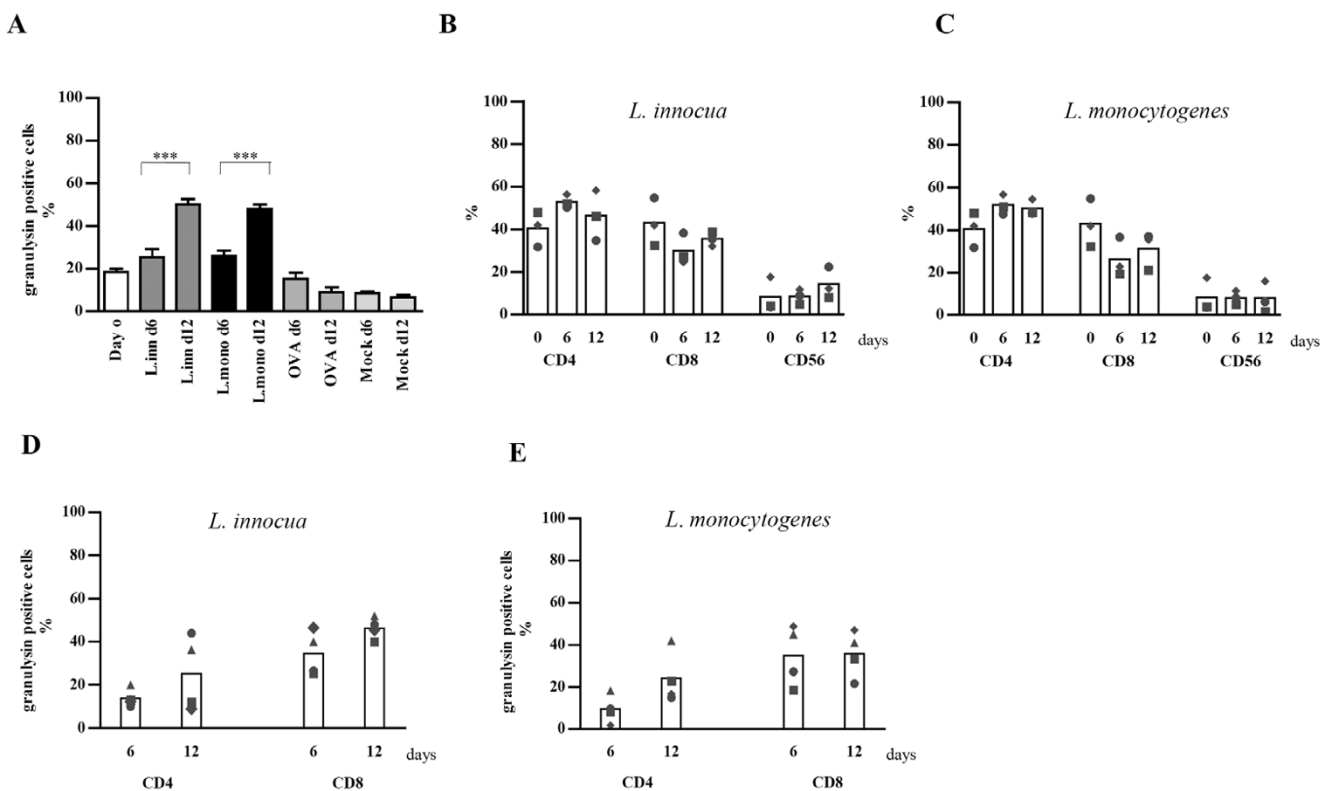 A
B
C
granulysin positive cells
%
100
80
60
40
20
0
***
***
Day o
L.inn d6
L.inn d12
L.mono d6
L.mono d12
OVA d6
OVA d12
Mock d6
Mock d12
L. innocua
%
100
80
60
40
20
0
0 6 12 0 6 12 0 6 12 days
CD4 CD8 CD56
L. monocytogenes
%
100
80
60
40
20
0
0 6 12 0 6 12 0 6 12 days
CD4 CD8 CD56
D
E
L. innocua
granulysin positive cells
%
100
80
60
40
20
0
6 12 6 12 days
CD4 CD8
L. monocytogenes
granulysin positive cells
%
100
80
60
40
20
0
6 12 6 12 days
CD4 CD8